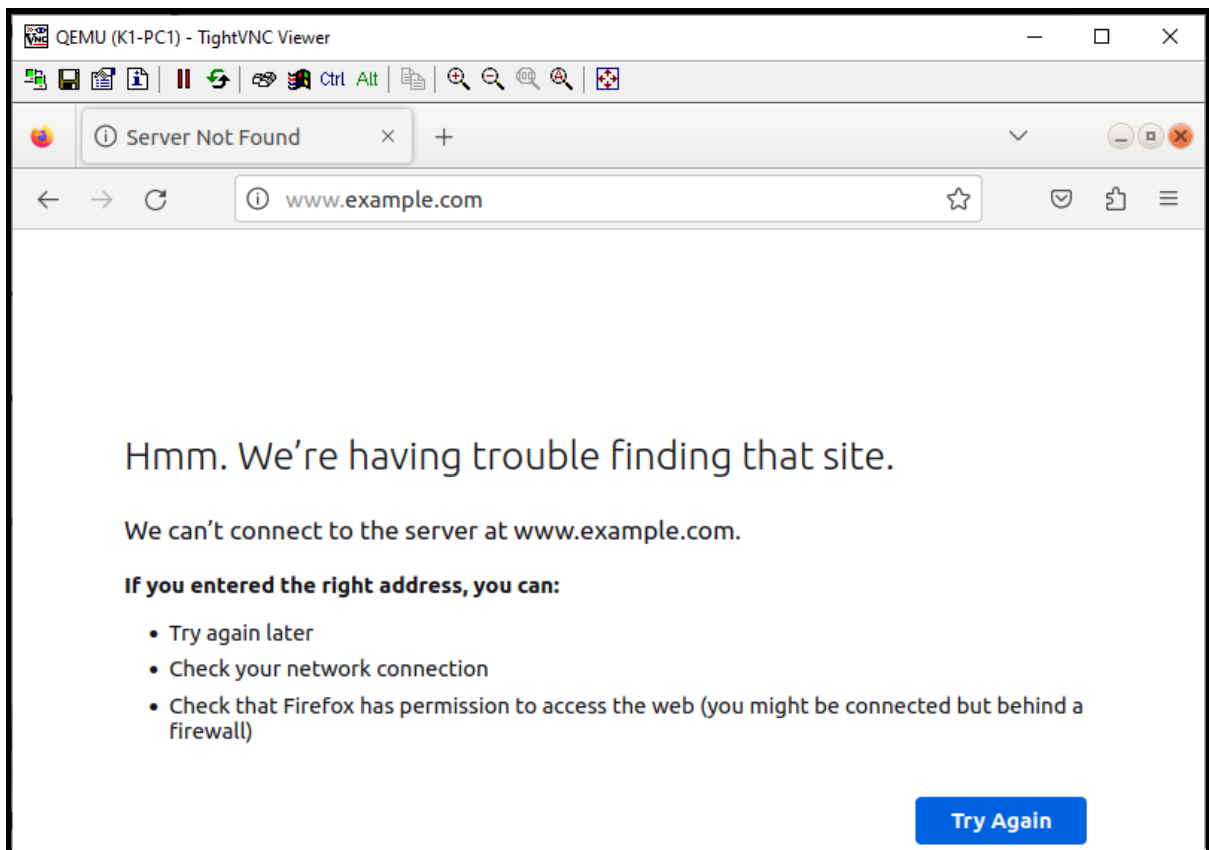 QEMU (K1-PC1) - TightVNC Viewer
Ctrl Alt
Server Not Found
www.example.com
Hmm. We’re having trouble finding that site.
We can’t connect to the server at www.example.com.
If you entered the right address, you can:
• Try again later
• Check your network connection
• Check that Firefox has permission to access the web (you might be connected but behind a
firewall)
Try Again